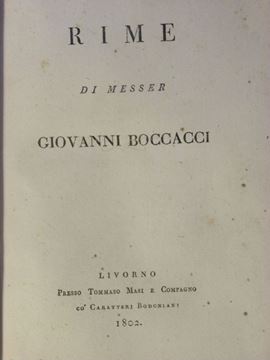 RIME
DI MESSER
GIOVANNI BOCCACCI
LIVORNO
PRESSO TOMMASO MASI E COMPAGNO
CO' CARATTERI BODONIANI
1802.